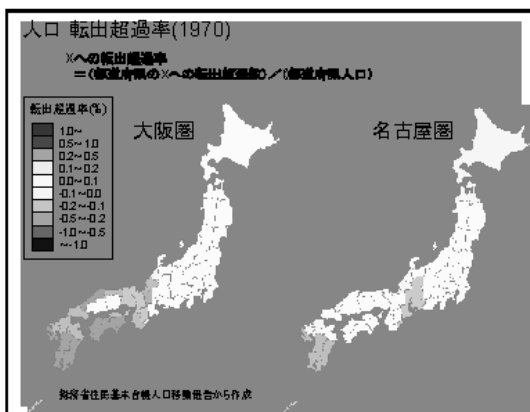 人口 転出超過率(1970)
Xへの転出超過率
=(都道府県のXへの転出超過数)/(都道府県人口)
転出超過率(%)
1.0~
0.5~1.0
0.2~0.5
0.1~0.2
0.0~0.1
-0.1~0.0
-0.2~-0.1
-0.5~-0.2
-1.0~-0.5
~-1.0
大阪圏
名古屋圏
総務省住民基本台帳人口移動報告から作成